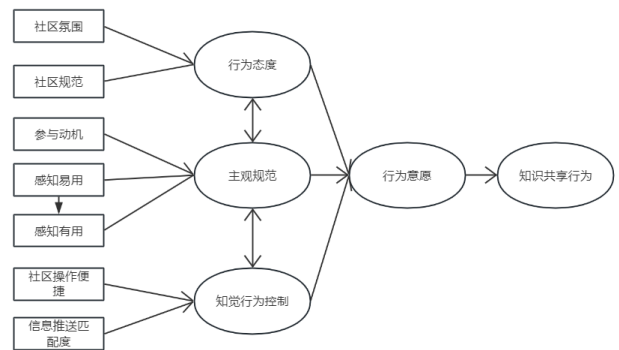 社区氛围
社区规范
参与动机
感知易用
感知有用
社区操作便
捷
信息推送匹
配度
行为态度
主观规范
知觉行为控制
行为意愿
知识共享行为